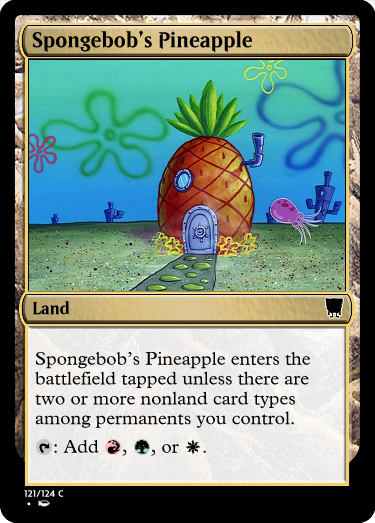 Spongebob's Pineapple
Land
Spongebob's Pineapple enters the
battlefield tapped unless there are
two or more nonland card types
among permanents you control.
: Add , , or .
121/124 C